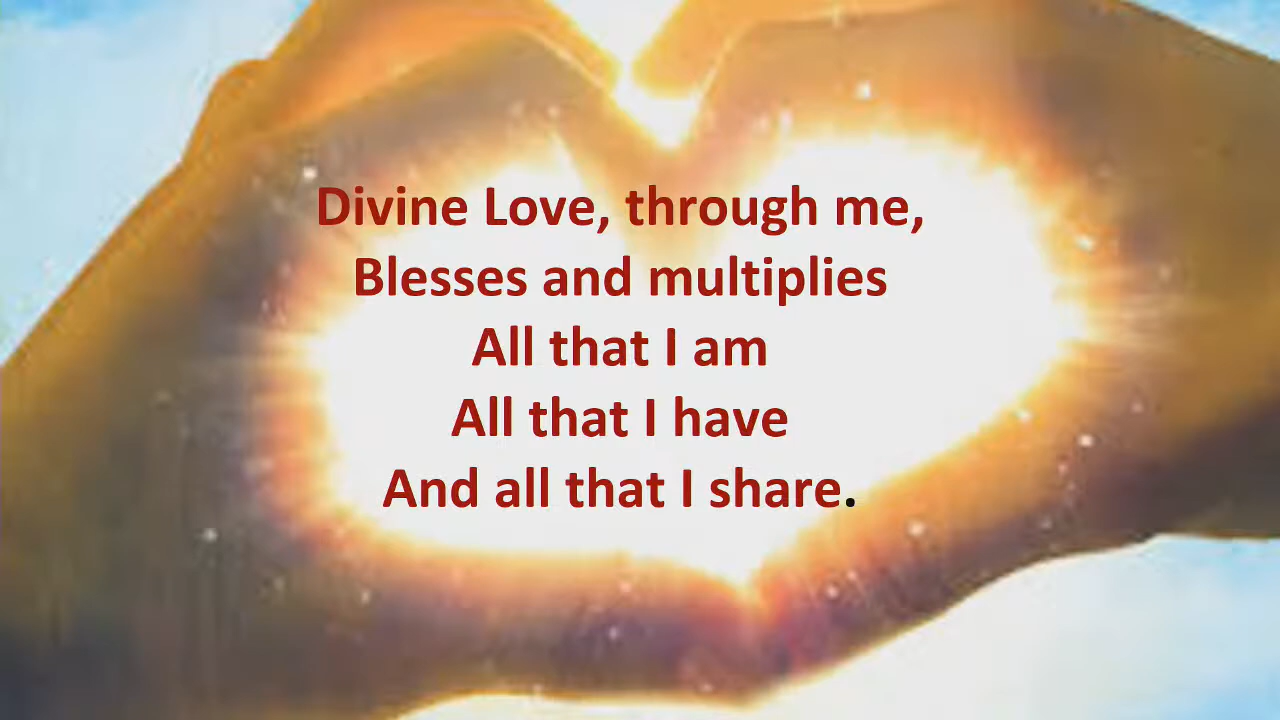 Divine Love, through me,
Blesses and multiplies
All that I am
All that I have
And all that I share.